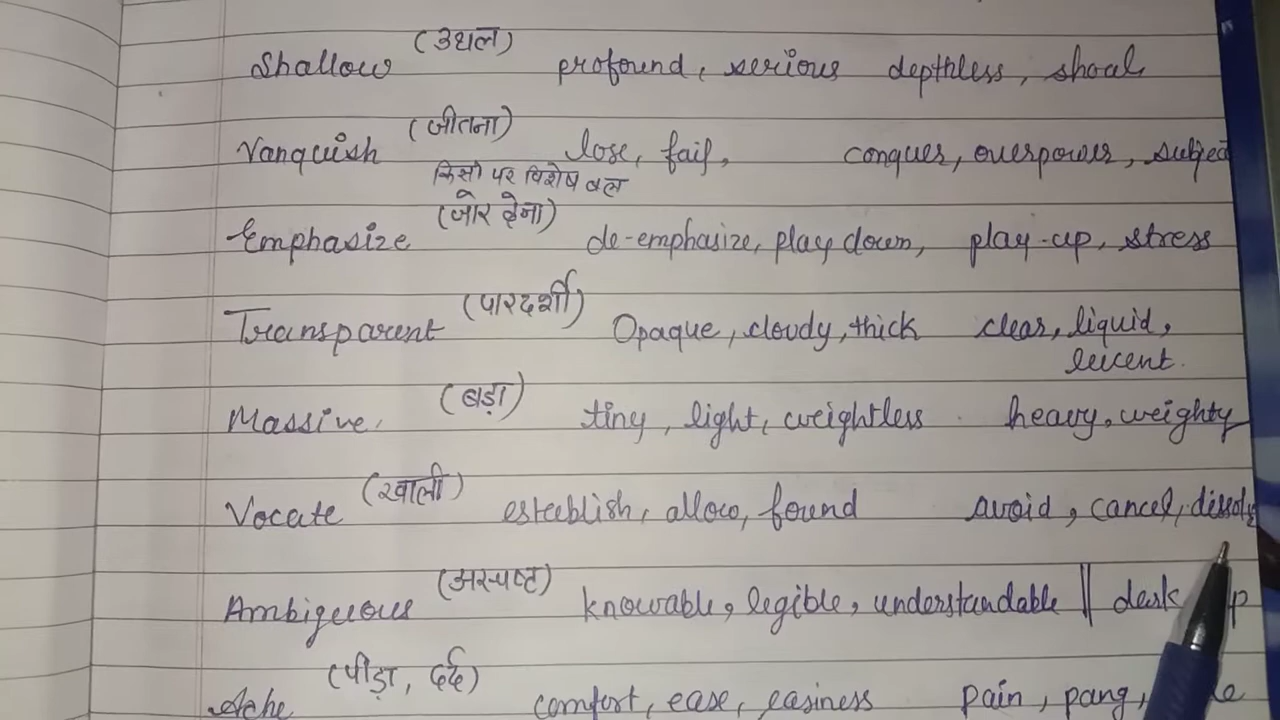 Shallow (उथल) profound, serious depthless, shoal
Vanquish (जीतना) lose, fail, conquer, overpower, subject
किसी पर विशेष बल
Emphasize (जोर देना) de-emphasize, play down, play-up, stress
Transparent (पारदर्शी) Opaque, cloudy, thick clear, liquid,
lucent.
Massive. (बड़ा) tiny, light, weightless heavy, weighty
Vocate (खाली) establish, allow, found avoid, cancel,
Ambiguous (अस्पष्ट) knowable, legible, understandable || dark
Ache (पीड़ा, दर्द) comfort, ease, easiness pain, pang,